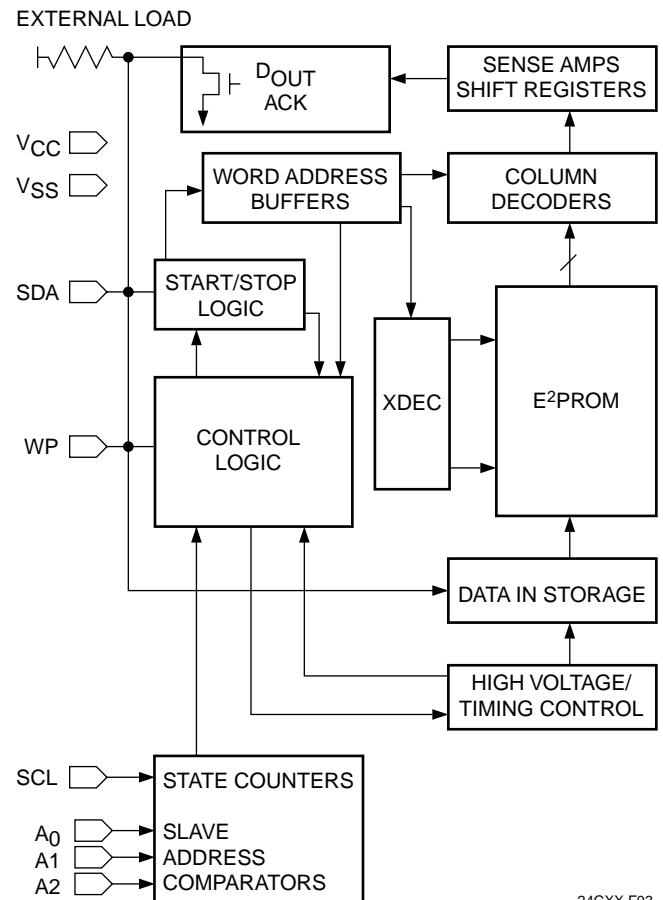 EXTERNAL LOAD
DOUT
ACK
SENSE AMPS
SHIFT REGISTERS
VCC
VSS
WORD ADDRESS
BUFFERS
COLUMN
DECODERS
SDA
START/STOP
LOGIC
XDEC
E2PROM
WP
CONTROL
LOGIC
DATA IN STORAGE
HIGH VOLTAGE/
TIMING CONTROL
SCL
STATE COUNTERS
A0
SLAVE
A1
ADDRESS
A2
COMPARATORS